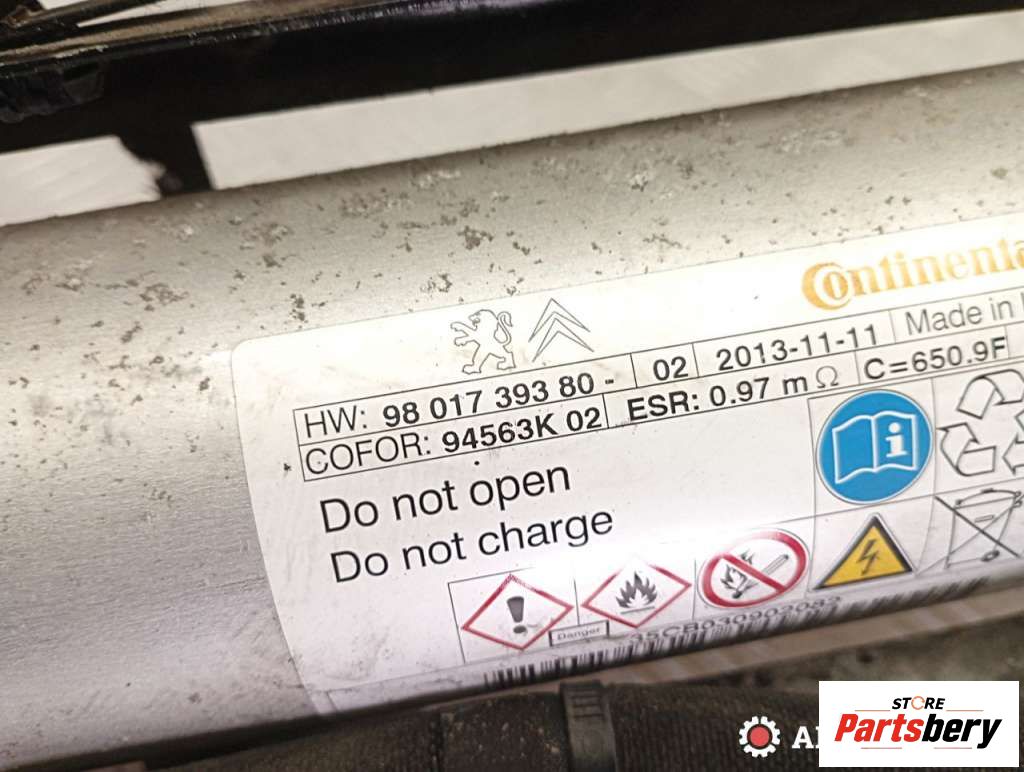 Continenta
HW: 98 017 393 80 - 02 2013-11-11 Made in
COFOR: 94563K 02 ESR: 0.97 mΩ C=650.9F
Do not open
Do not charge
Danger
35CB030902082
STORE
Partsbery